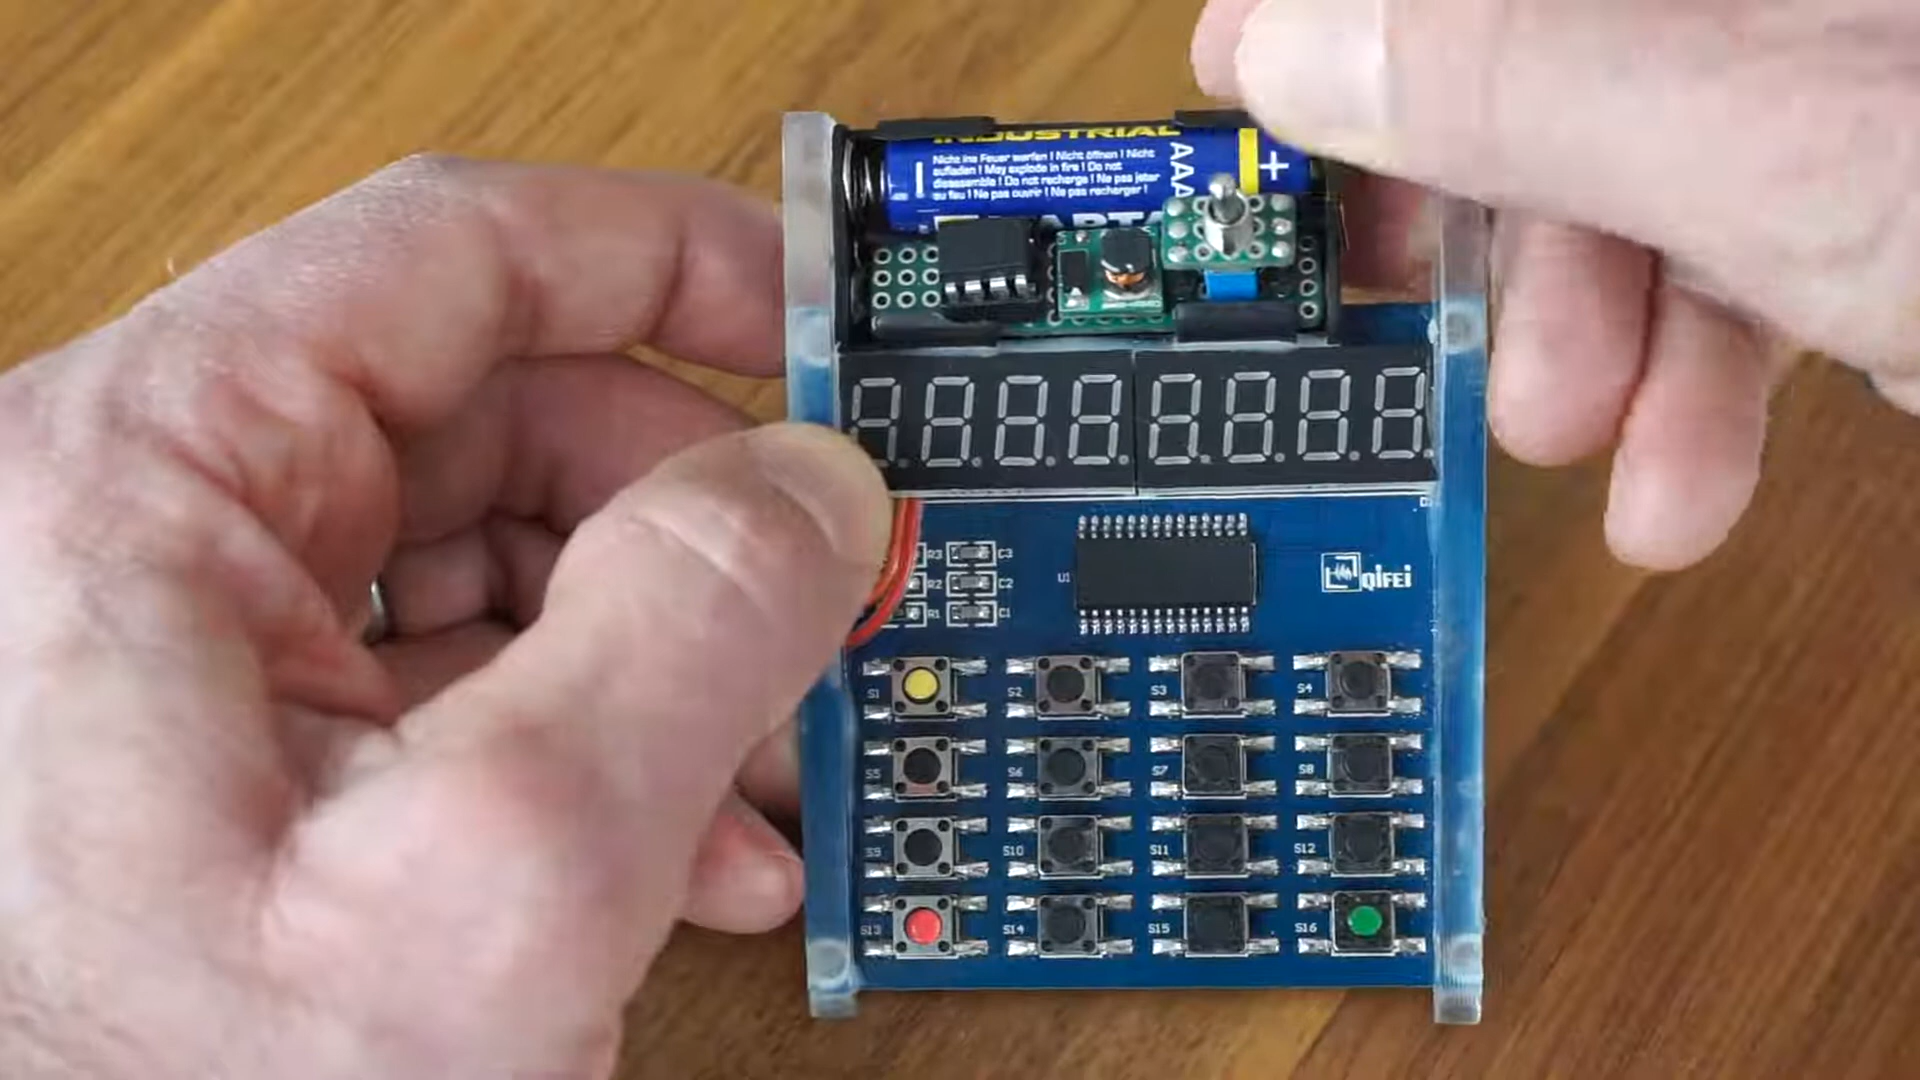 INDUSTRIAL
Nicht ins Feuer werfen ! Nicht öffnen ! Nicht
aufladen ! May explode in fire ! Do not
disassemble ! Do not recharge ! Ne pas jeter
au feu ! Ne pas ouvrir ! Ne pas recharger !
AAA
+
R3 C3
R2 C2
R1 C1
U1
QIFEI
S1 S2 S3 S4
S5 S6 S7 S8
S9 S10 S11 S12
S13 S14 S15 S16